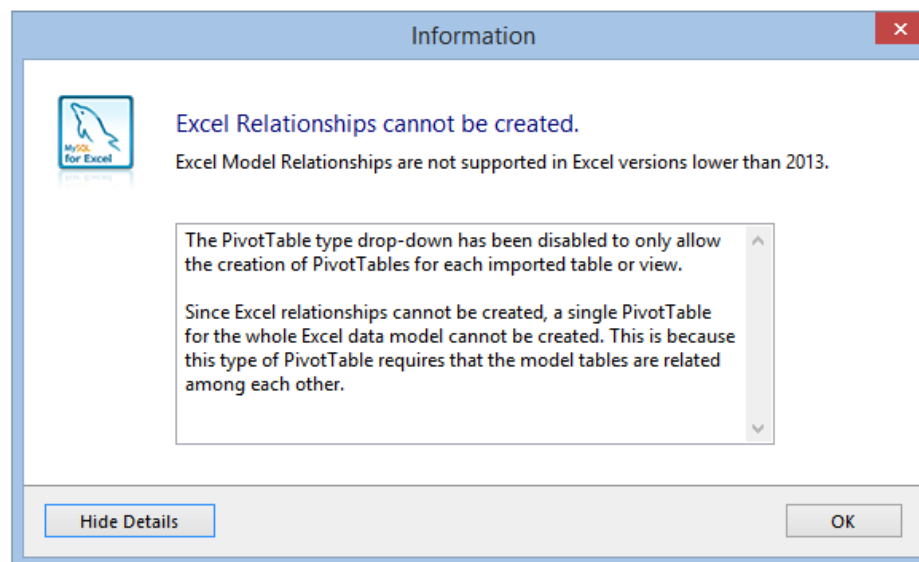 Information
MySQL
for Excel
Excel Relationships cannot be created.
Excel Model Relationships are not supported in Excel versions lower than 2013.
The PivotTable type drop-down has been disabled to only allow
the creation of PivotTables for each imported table or view.
Since Excel relationships cannot be created, a single PivotTable
for the whole Excel data model cannot be created. This is because
this type of PivotTable requires that the model tables are related
among each other.
Hide Details
OK